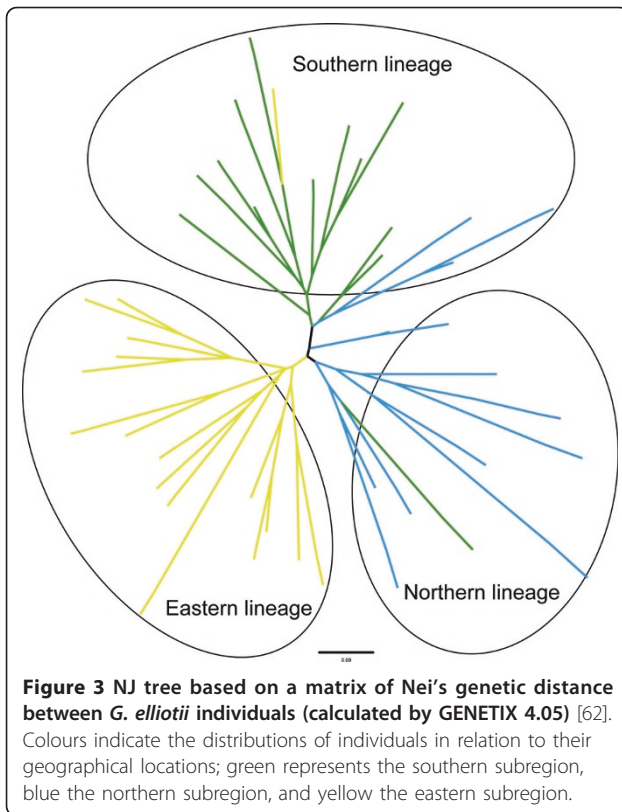 Southern lineage
Eastern lineage
Northern lineage
0.09
Figure 3 NJ tree based on a matrix of Nei's genetic distance
between G. elliotii individuals (calculated by GENETIX 4.05) [62].
Colours indicate the distributions of individuals in relation to their
geographical locations; green represents the southern subregion,
blue the northern subregion, and yellow the eastern subregion.